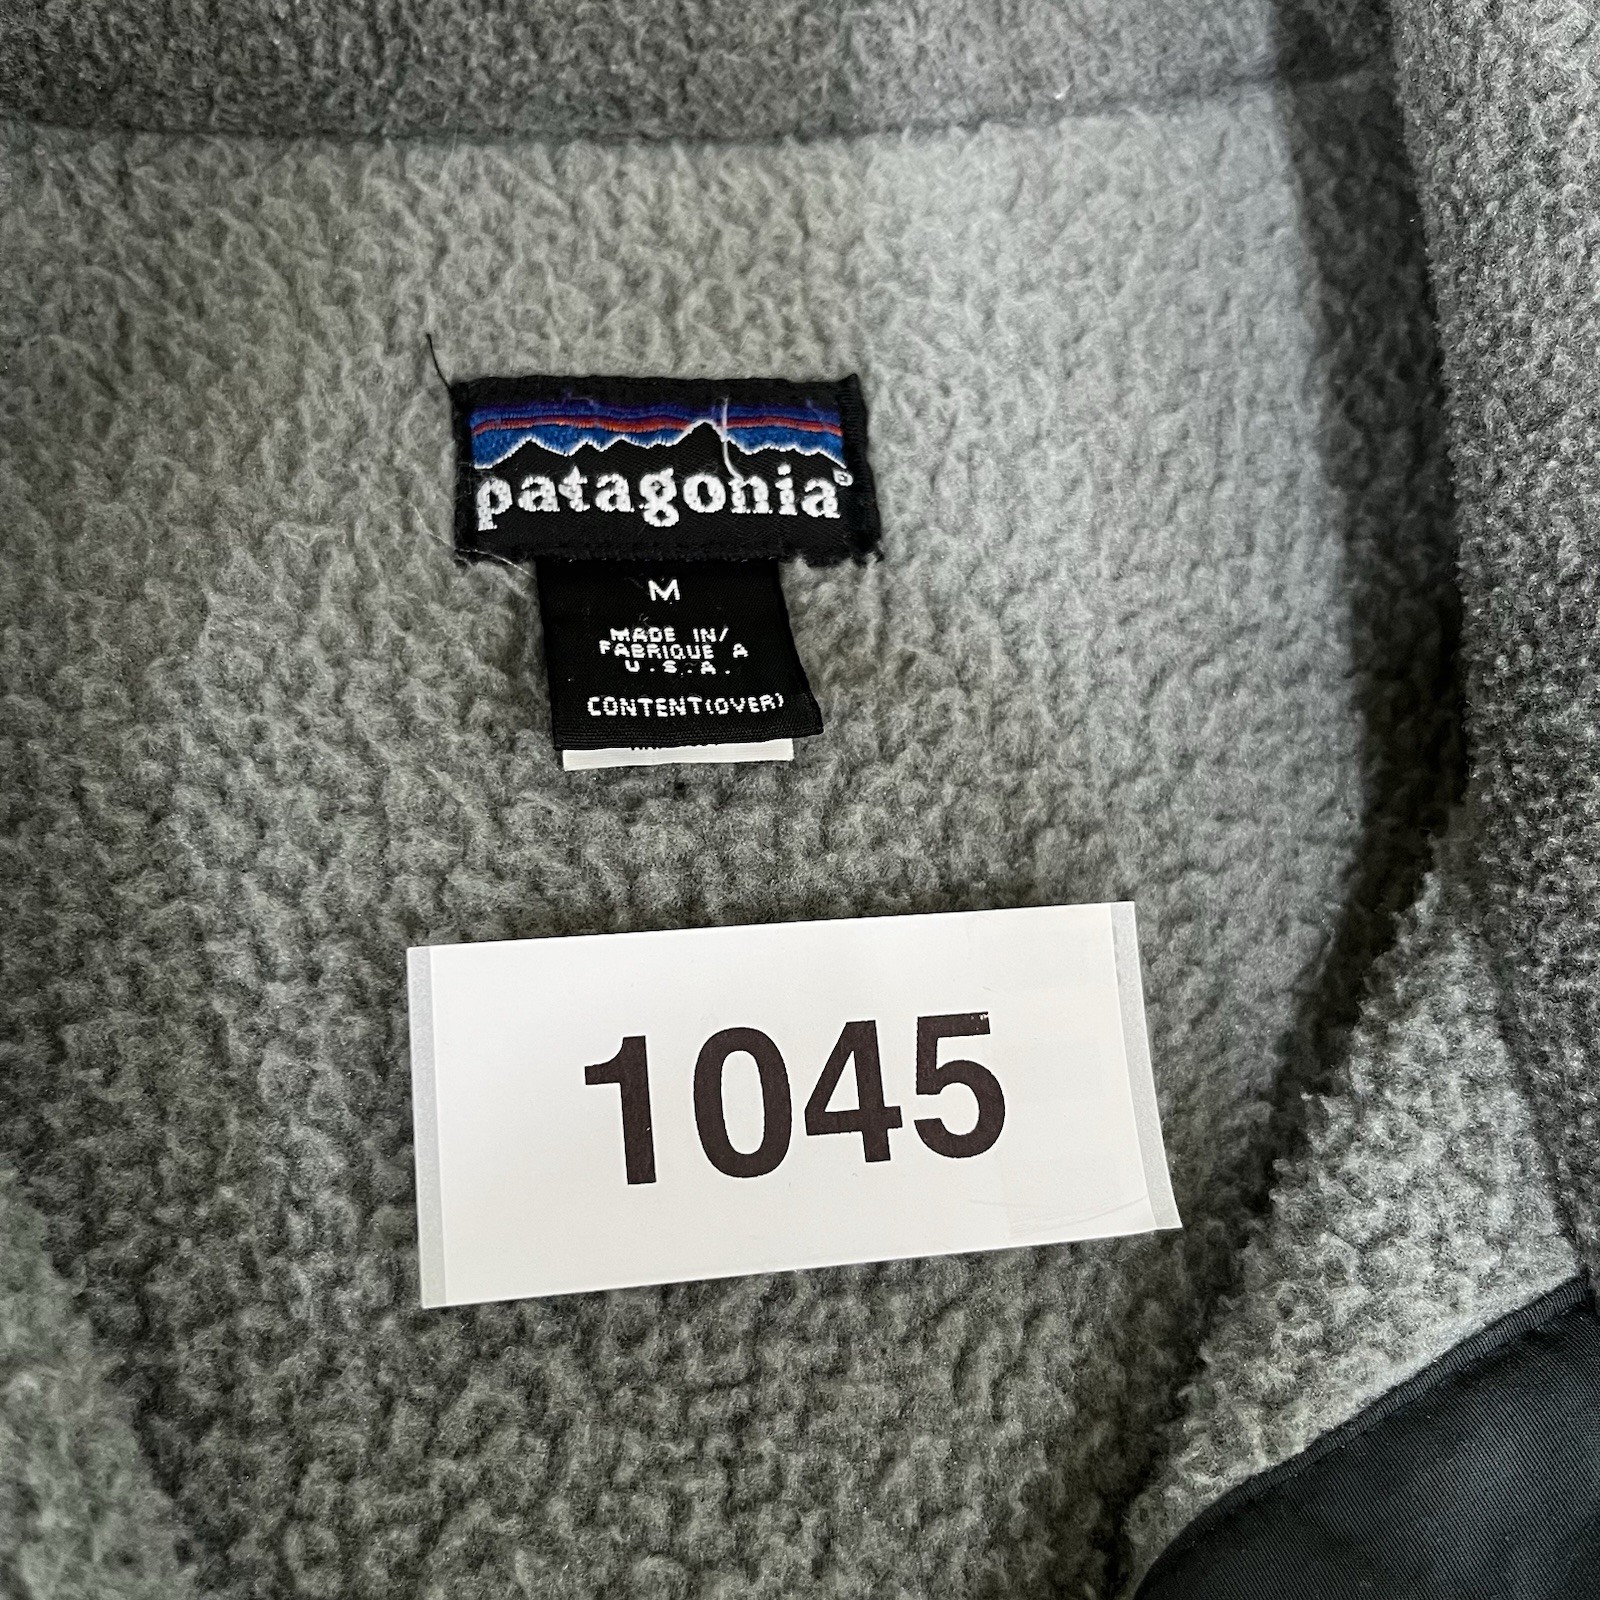 patagonia®
M
MADE IN/
FABRIQUE A
U.S.A.
CONTENT(OVER)
1045